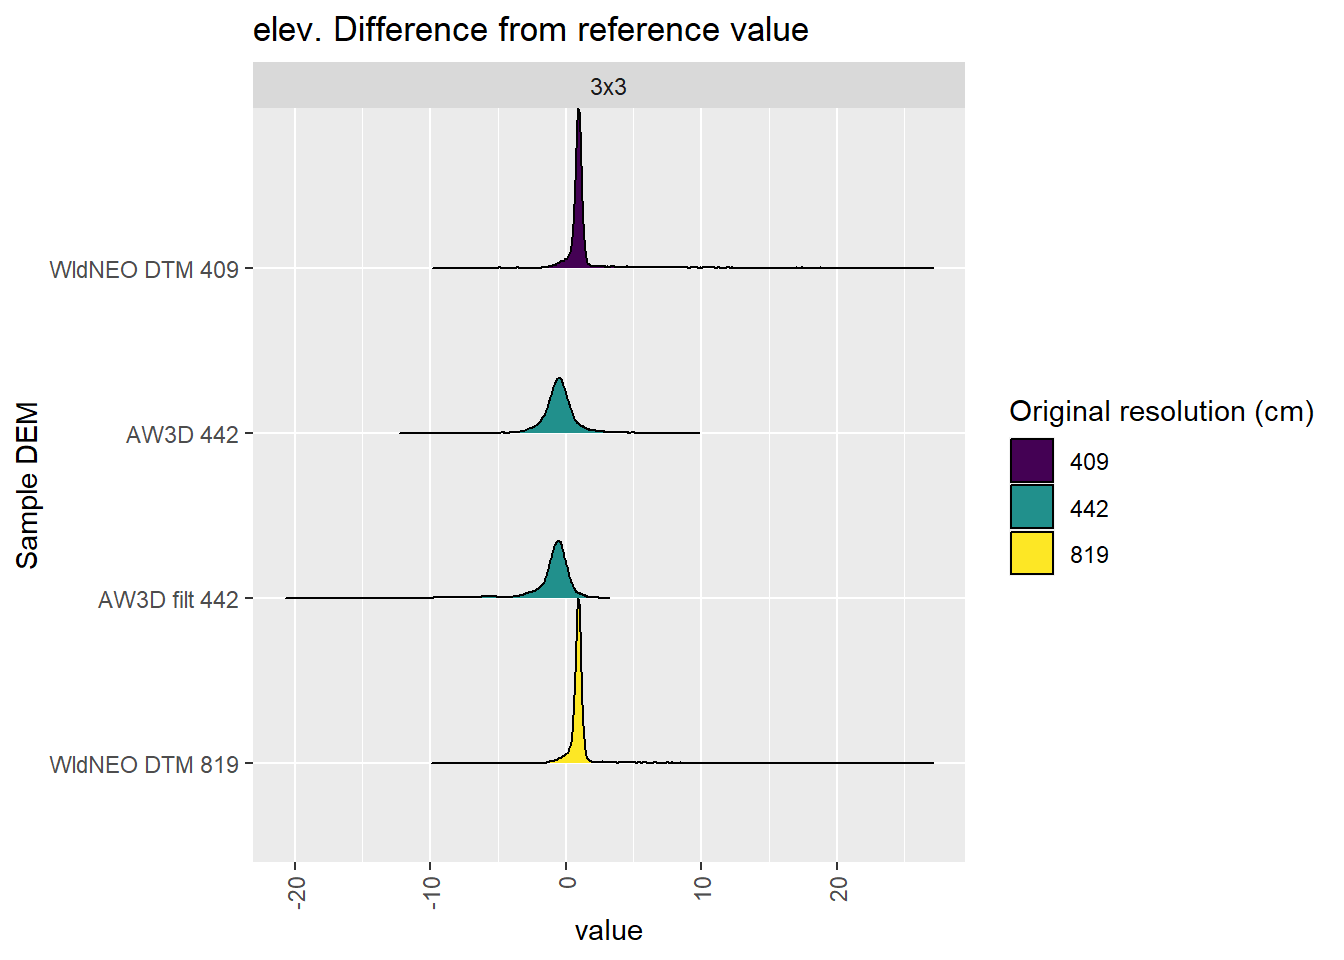 elev. Difference from reference value
3x3
WldNEO DTM 409
AW3D 442
AW3D filt 442
WldNEO DTM 819
Sample DEM
-20
-10
0
10
20
value
Original resolution (cm)
409
442
819